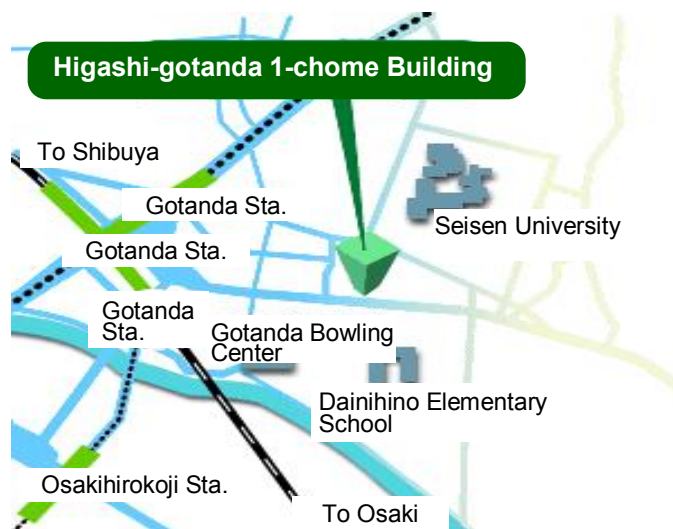 Higashi-gotanda 1-chome Building
To Shibuya
Gotanda Sta.
Seisen University
Gotanda Sta.
Gotanda
Sta.
Gotanda Bowling
Center
Dainihino Elementary
School
Osakihirokoji Sta.
To Osaki